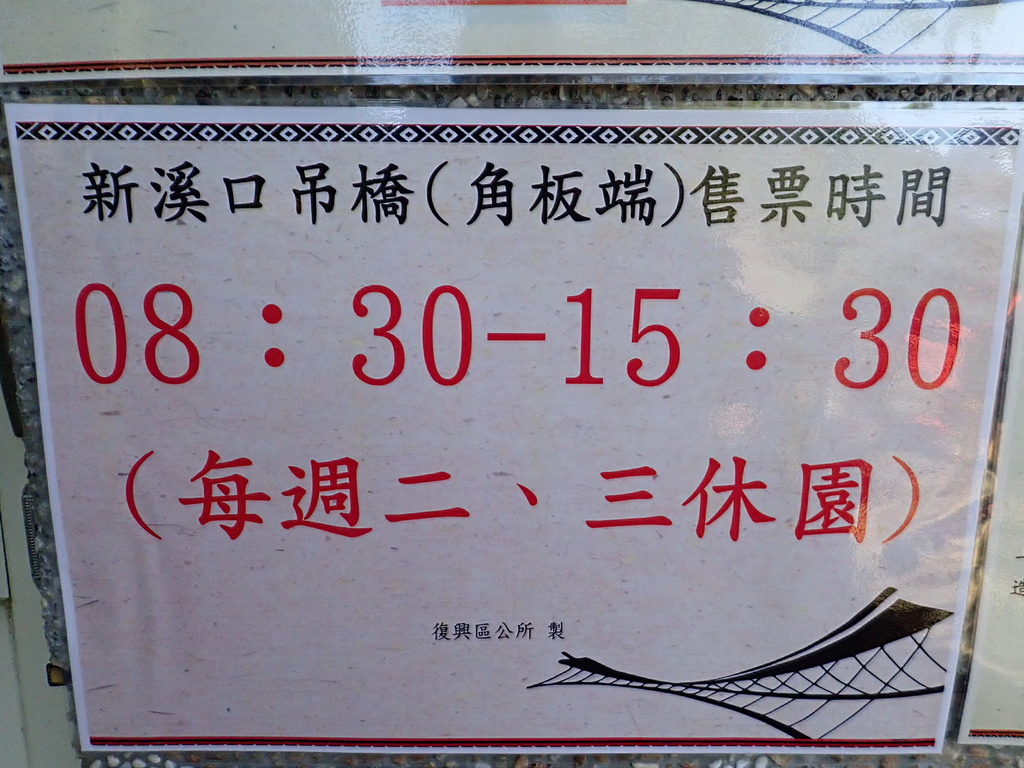 新溪口吊橋(角板端)售票時間
08：30-15：30
(每週二、三休園)
復興區公所 製
造